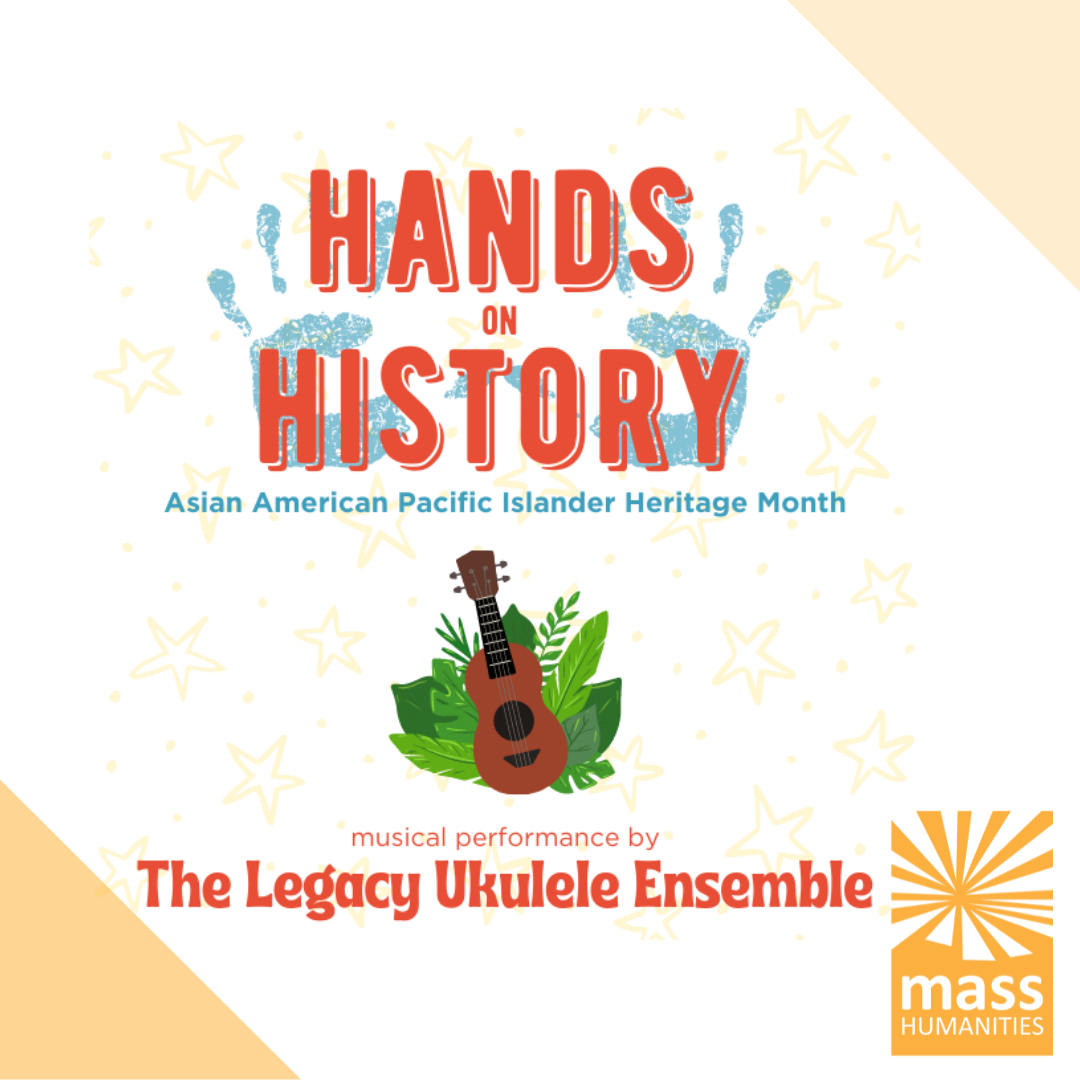 HANDS
ON
HISTORY
Asian American Pacific Islander Heritage Month
musical performance by
The Legacy Ukulele Ensemble
mass
HUMANITIES